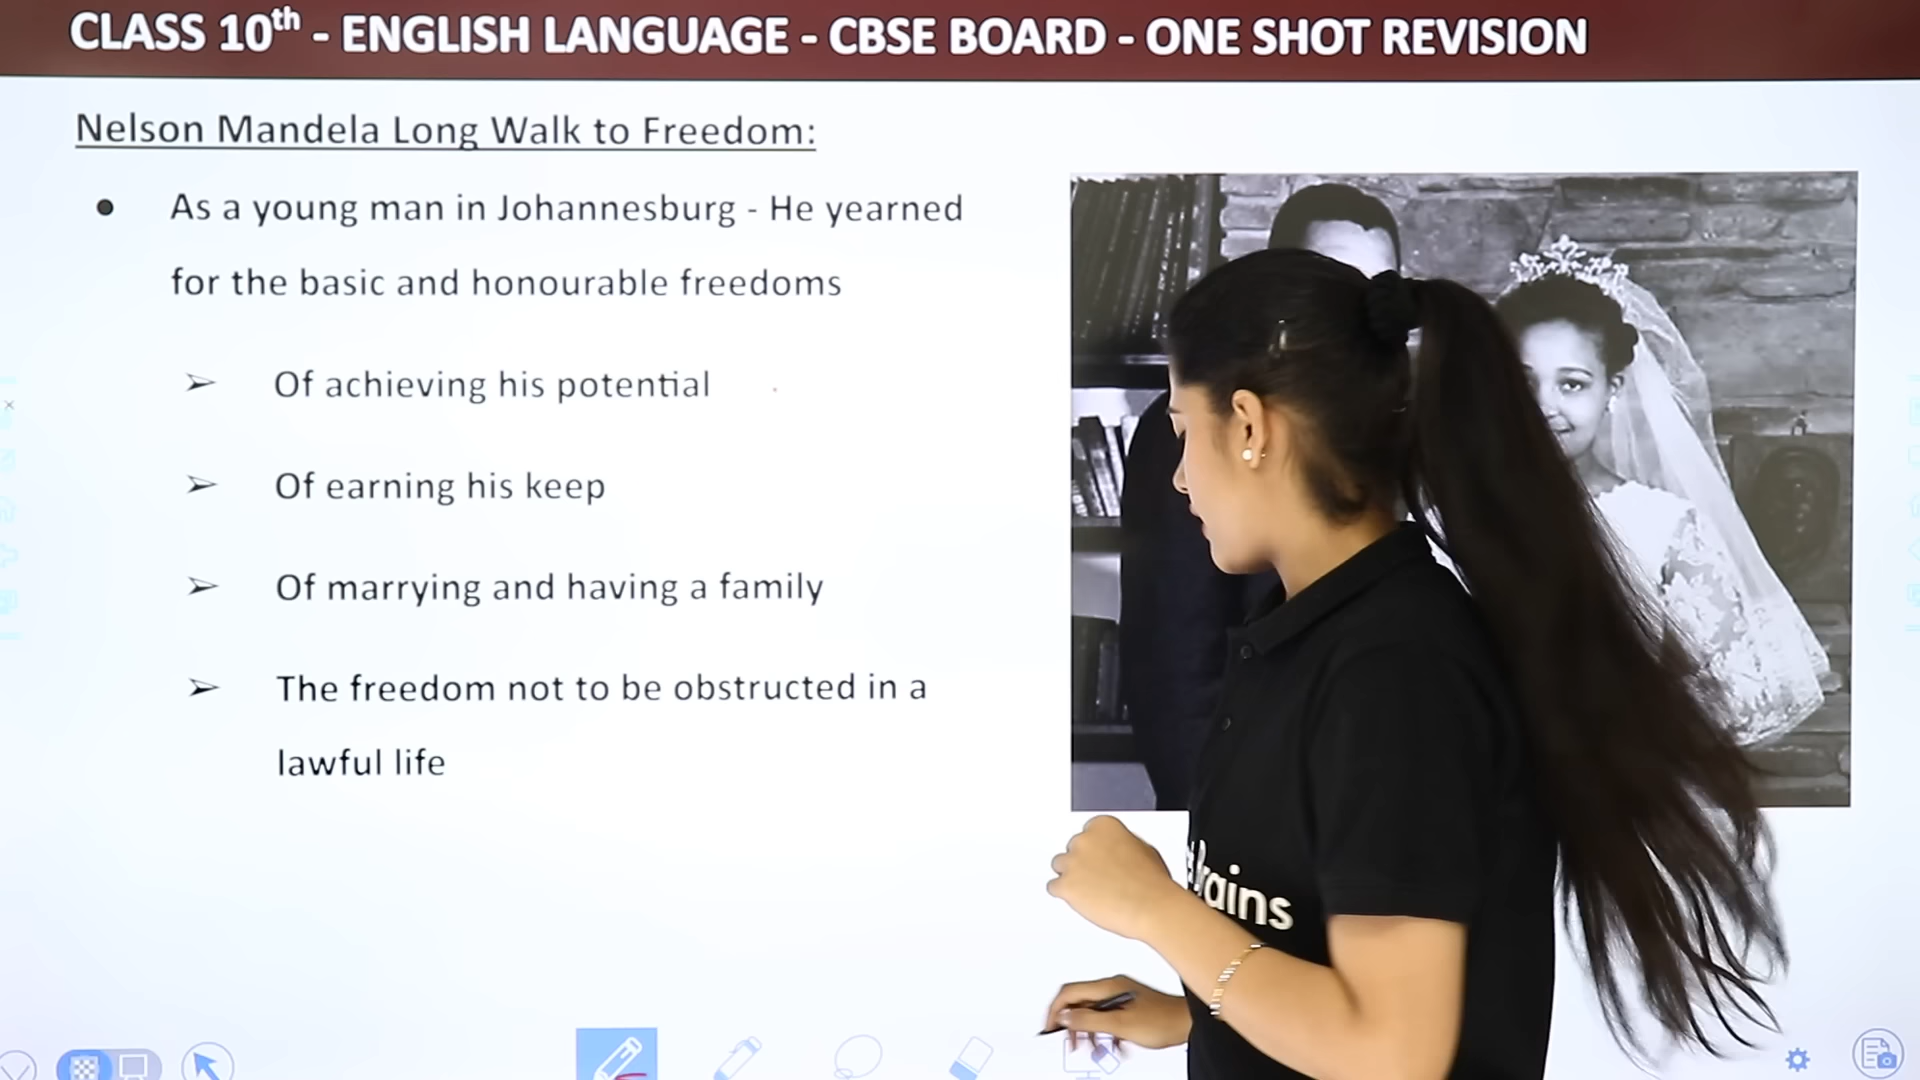 CLASS 10th - ENGLISH LANGUAGE - CBSE BOARD - ONE SHOT REVISION
Nelson Mandela Long Walk to Freedom:
● As a young man in Johannesburg - He yearned
for the basic and honourable freedoms
➢ Of achieving his potential
➢ Of earning his keep
➢ Of marrying and having a family
➢ The freedom not to be obstructed in a
lawful life